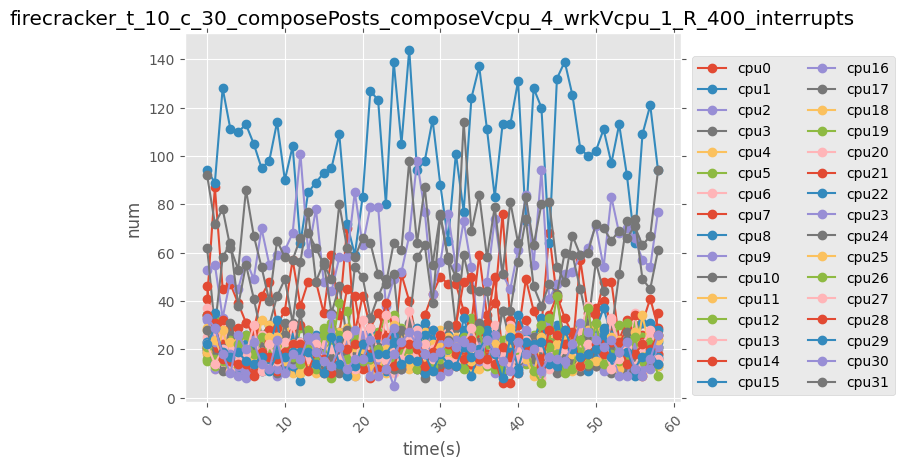 firecracker_t_10_c_30_composePosts_composeVcpu_4_wrkVcpu_1_R_400_interrupts
140
120
100
80
60
40
20
0
num
0
10
20
30
40
50
60
time(s)
cpu0
cpu1
cpu2
cpu3
cpu4
cpu5
cpu6
cpu7
cpu8
cpu9
cpu10
cpu11
cpu12
cpu13
cpu14
cpu15
cpu16
cpu17
cpu18
cpu19
cpu20
cpu21
cpu22
cpu23
cpu24
cpu25
cpu26
cpu27
cpu28
cpu29
cpu30
cpu31